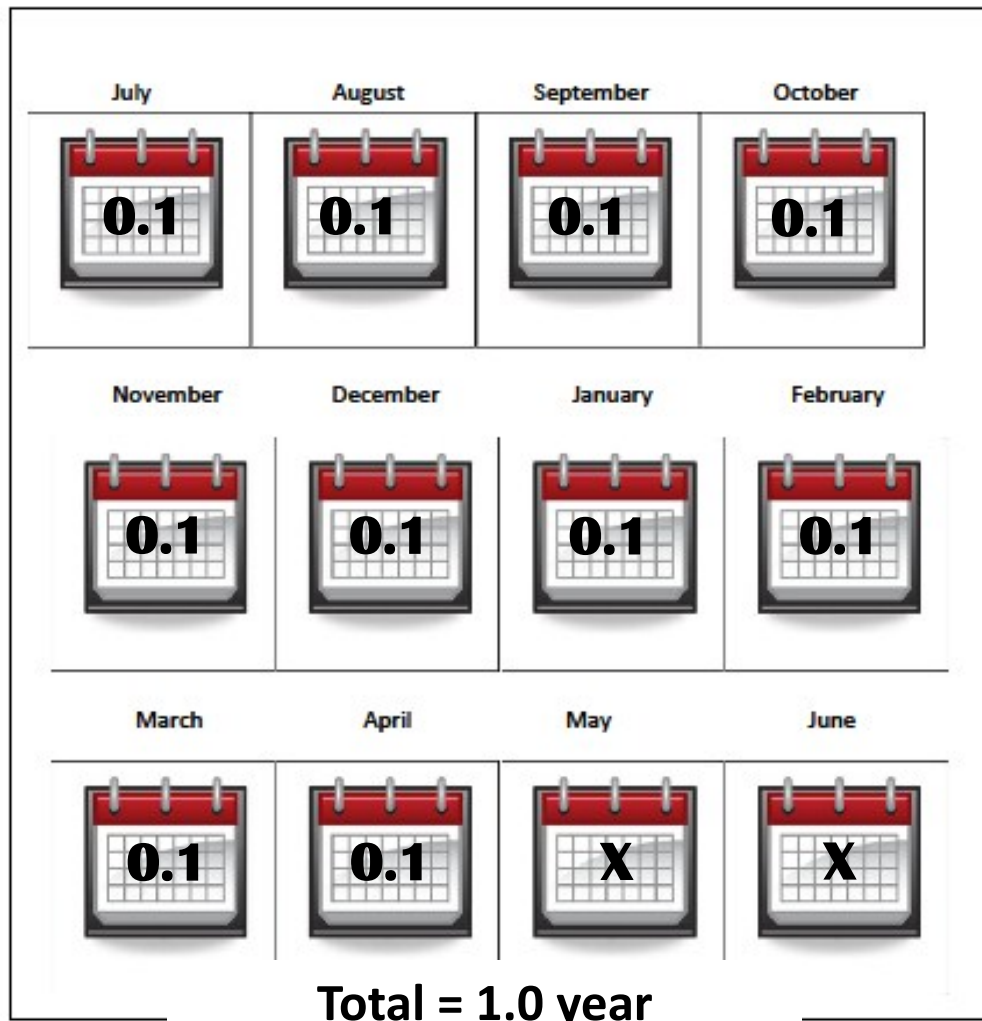 July August September October
0.1 0.1 0.1 0.1
November December January February
0.1 0.1 0.1 0.1
March April May June
0.1 0.1 X X
Total = 1.0 year